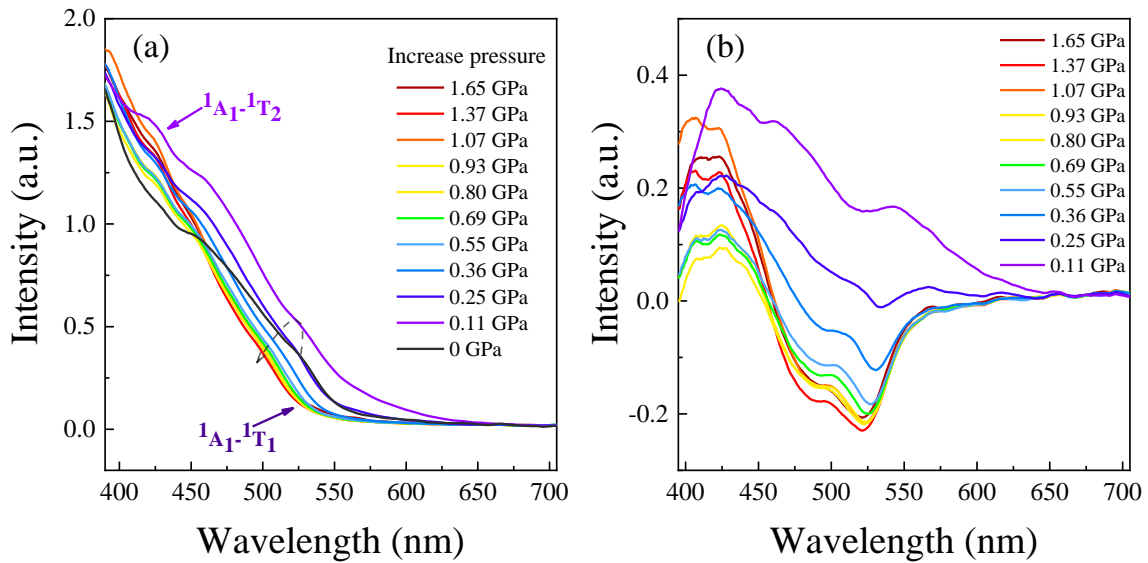 (a)
Increase pressure
1.65 GPa
1.37 GPa
1.07 GPa
0.93 GPa
0.80 GPa
0.69 GPa
0.55 GPa
0.36 GPa
0.25 GPa
0.11 GPa
0 GPa
¹A₁-¹T₂
¹A₁-¹T₁
2.0
1.5
1.0
0.5
0.0
Intensity (a.u.)
400 450 500 550 600 650 700
Wavelength (nm)
(b)
1.65 GPa
1.37 GPa
1.07 GPa
0.93 GPa
0.80 GPa
0.69 GPa
0.55 GPa
0.36 GPa
0.25 GPa
0.11 GPa
0.4
0.2
0.0
-0.2
Intensity (a.u.)
400 450 500 550 600 650 700
Wavelength (nm)